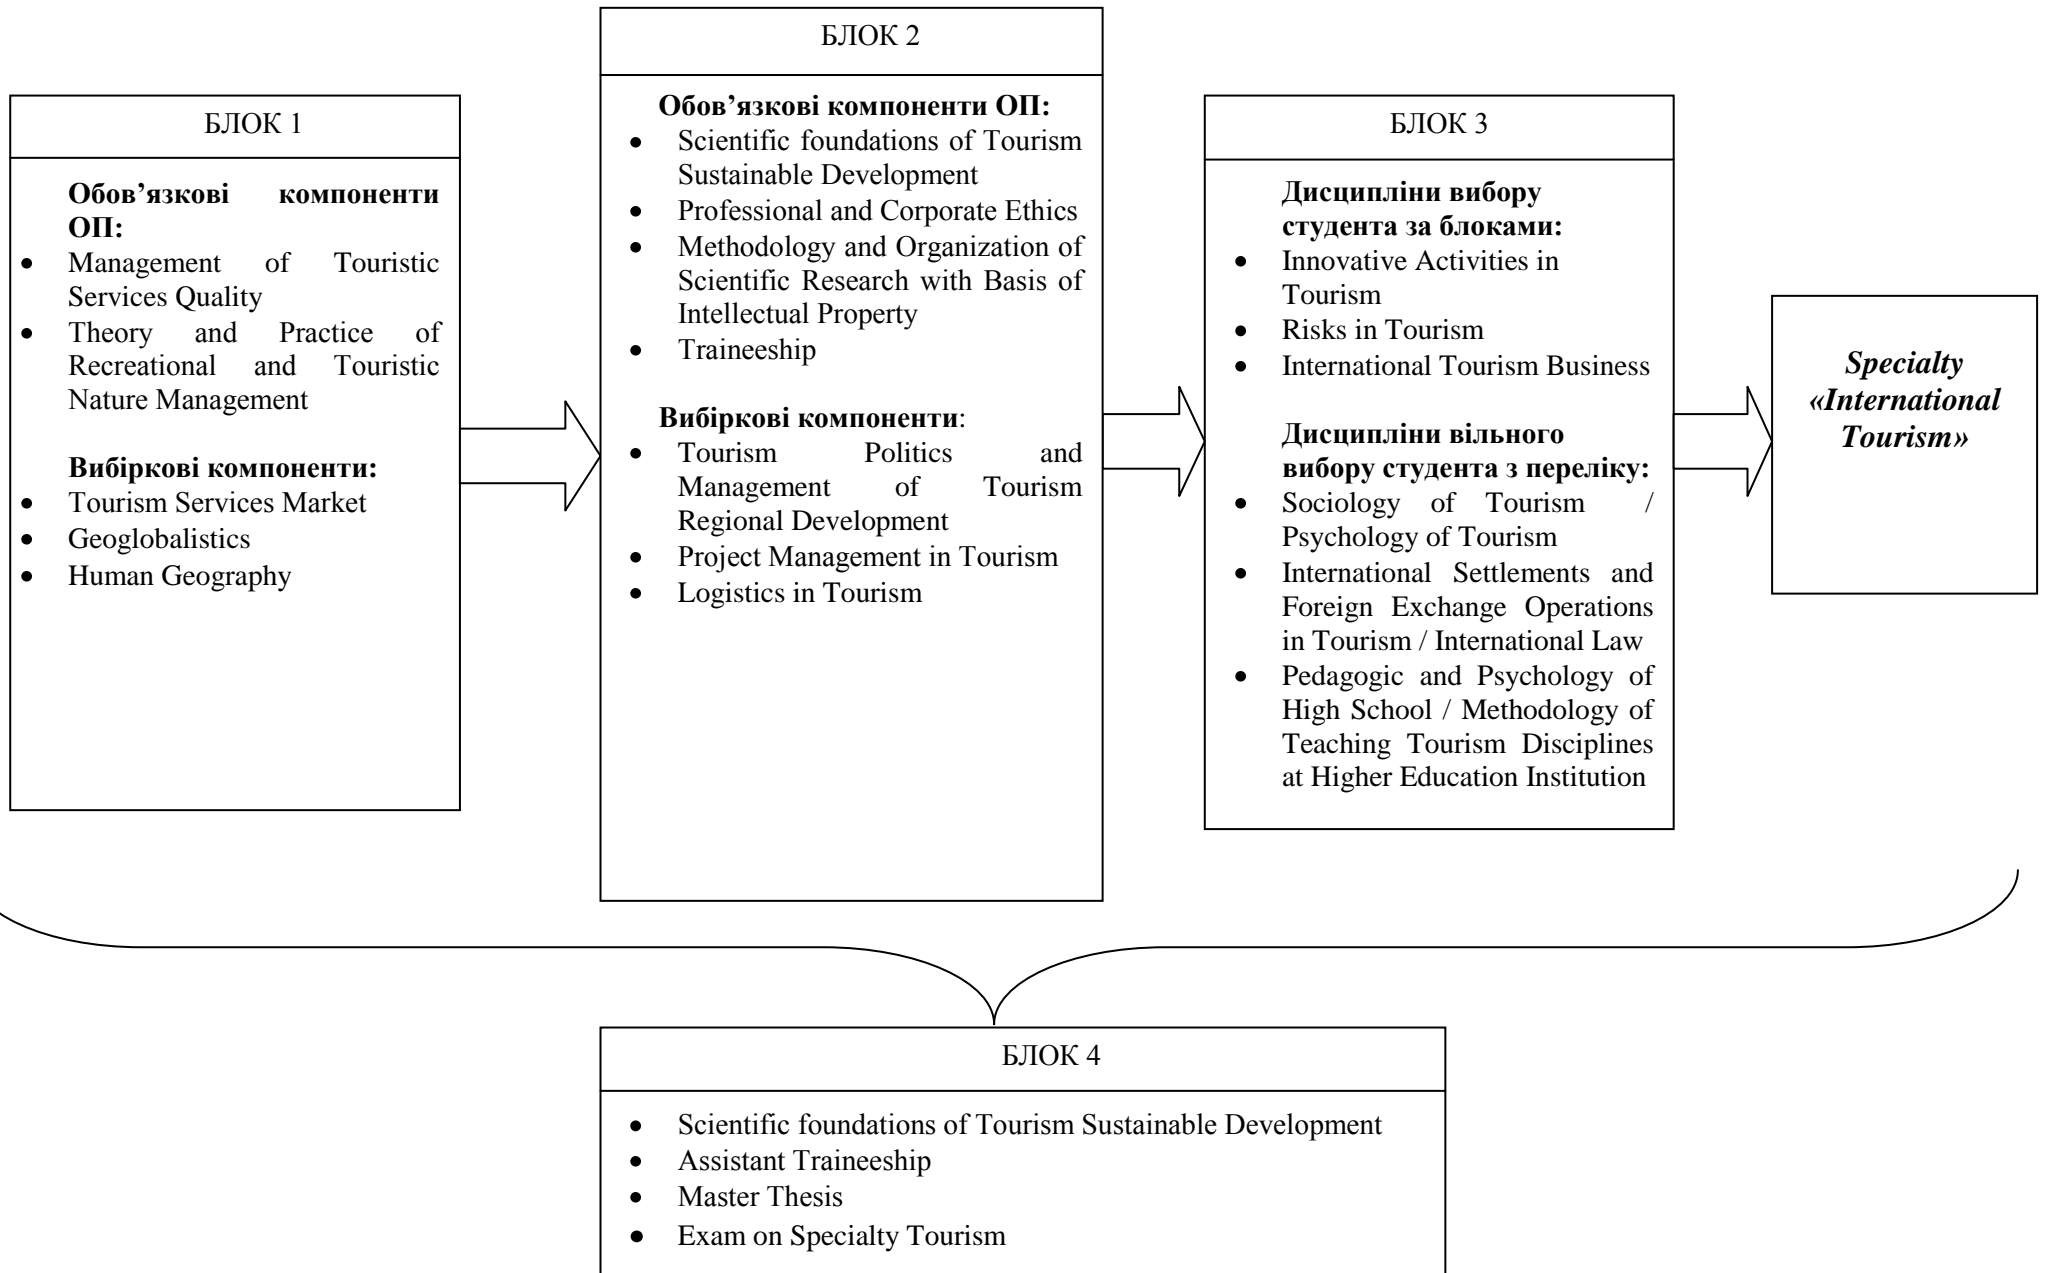 БЛОК 1
Обов’язкові компоненти
ОП:
• Management of Touristic
Services Quality
• Theory and Practice of
Recreational and Touristic
Nature Management
Вибіркові компоненти:
• Tourism Services Market
• Geoglobalistics
• Human Geography
БЛОК 2
Обов’язкові компоненти ОП:
• Scientific foundations of Tourism
Sustainable Development
• Professional and Corporate Ethics
• Methodology and Organization of
Scientific Research with Basis of
Intellectual Property
• Traineeship
Вибіркові компоненти:
• Tourism Politics and
Management of Tourism
Regional Development
• Project Management in Tourism
• Logistics in Tourism
БЛОК 3
Дисципліни вибору
студента за блоками:
• Innovative Activities in
Tourism
• Risks in Tourism
• International Tourism Business
Дисципліни вільного
вибору студента з переліку:
• Sociology of Tourism /
Psychology of Tourism
• International Settlements and
Foreign Exchange Operations
in Tourism / International Law
• Pedagogic and Psychology of
High School / Methodology of
Teaching Tourism Disciplines
at Higher Education Institution
Specialty
«International
Tourism»
БЛОК 4
• Scientific foundations of Tourism Sustainable Development
• Assistant Traineeship
• Master Thesis
• Exam on Specialty Tourism